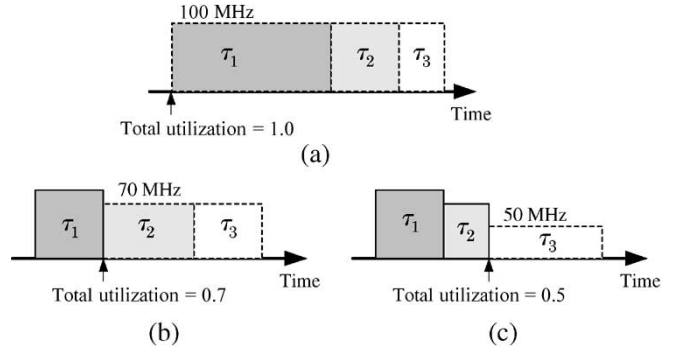 100 MHz
τ1 τ2 τ3
Time
Total utilization = 1.0
(a)
70 MHz
τ1 τ2 τ3
Time
Total utilization = 0.7
(b)
50 MHz
τ1 τ2 τ3
Time
Total utilization = 0.5
(c)